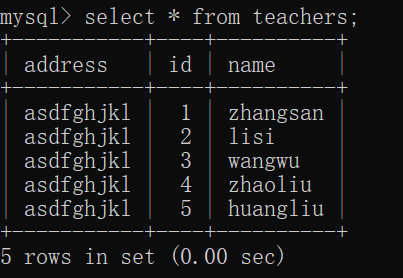 mysql> select * from teachers;
+-----------+----+----------+
| address   | id | name     |
+-----------+----+----------+
| asdfghjkl |  1 | zhangsan |
| asdfghjkl |  2 | lisi     |
| asdfghjkl |  3 | wangwu   |
| asdfghjkl |  4 | zhaoliu  |
| asdfghjkl |  5 | huangliu |
+-----------+----+----------+
5 rows in set (0.00 sec)